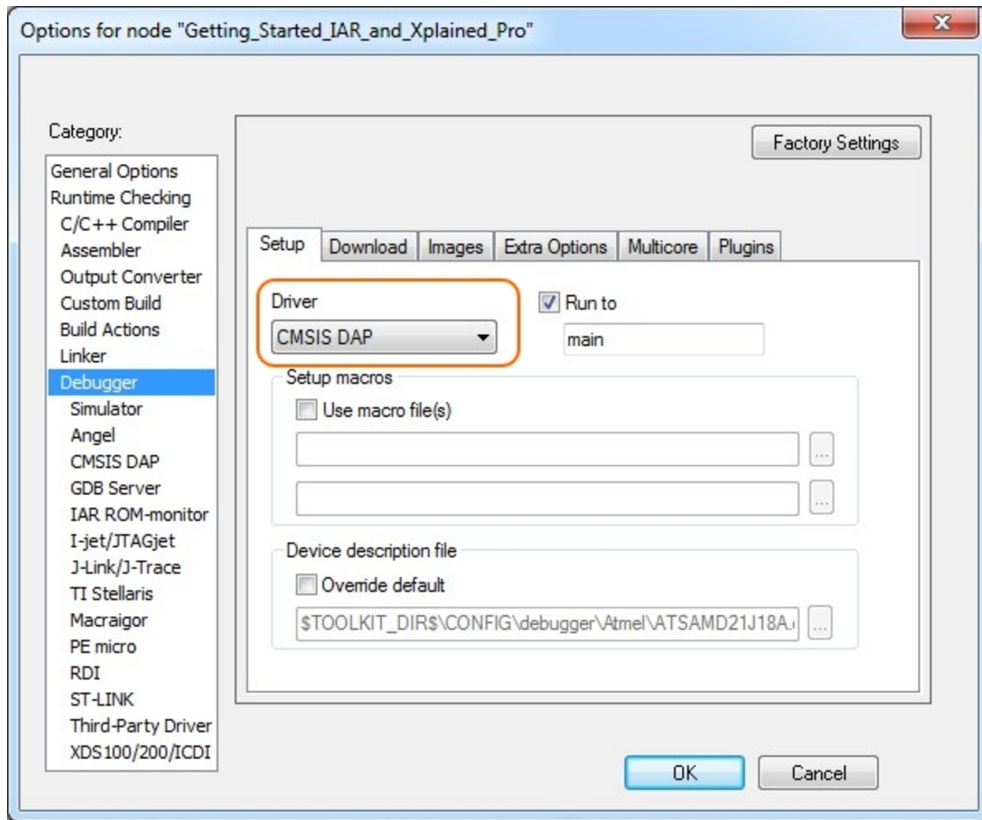 Options for node "Getting_Started_IAR_and_Xplained_Pro"
Category:
Factory Settings
General Options
Runtime Checking
C/C++ Compiler
Assembler
Output Converter
Custom Build
Build Actions
Linker
Debugger
Simulator
Angel
CMSIS DAP
GDB Server
IAR ROM-monitor
I-jet/JTAGjet
J-Link/J-Trace
TI Stellaris
Macraigor
PE micro
RDI
ST-LINK
Third-Party Driver
XDS100/200/ICDI
Setup Download Images Extra Options Multicore Plugins
Driver
CMSIS DAP
Run to
main
Setup macros
Use macro file(s)
...
...
Device description file
Override default
$TOOLKIT_DIR$\CONFIG\debugger\Atmel\ATSAMD21J18A.
...
OK Cancel